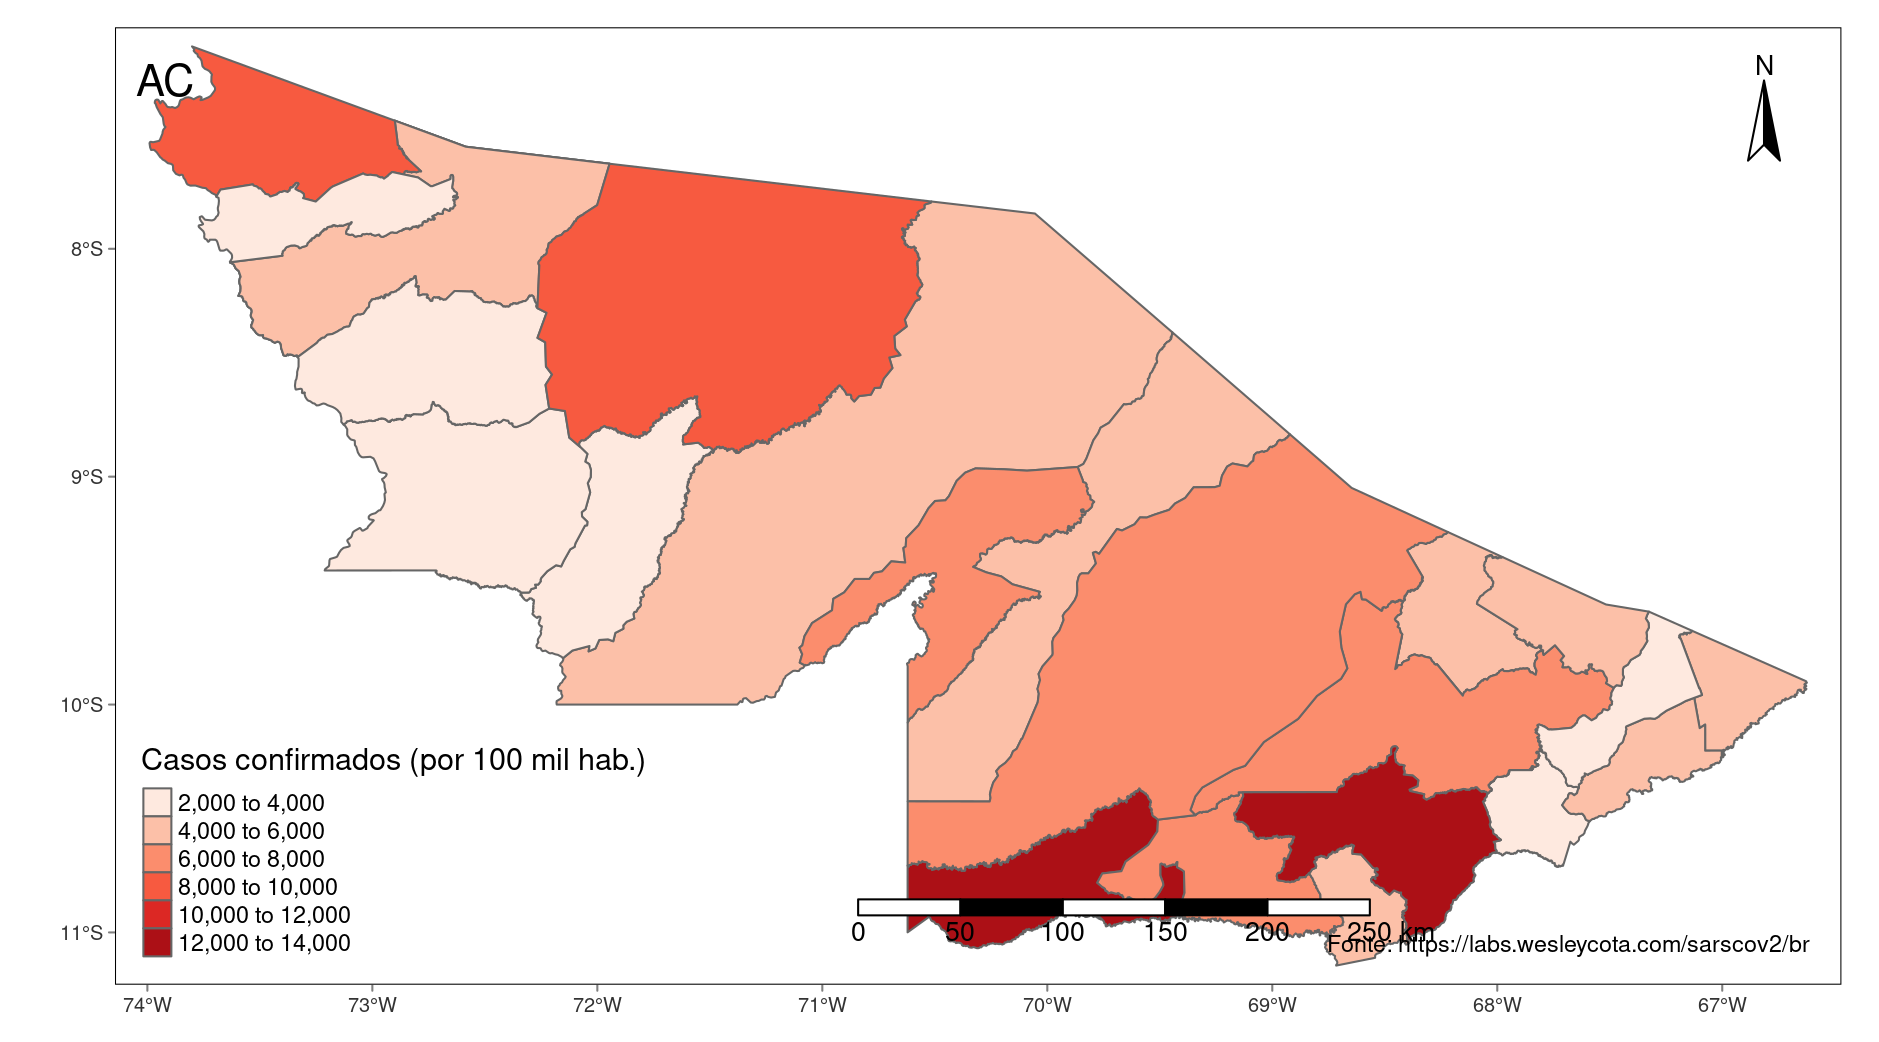 AC
N
8°S
9°S
10°S
11°S
Casos confirmados (por 100 mil hab.)
2,000 to 4,000
4,000 to 6,000
6,000 to 8,000
8,000 to 10,000
10,000 to 12,000
12,000 to 14,000
0 50 100 150 200 250 km
Fonte: https://labs.wesleycota.com/sarscov2/br
74°W 73°W 72°W 71°W 70°W 69°W 68°W 67°W